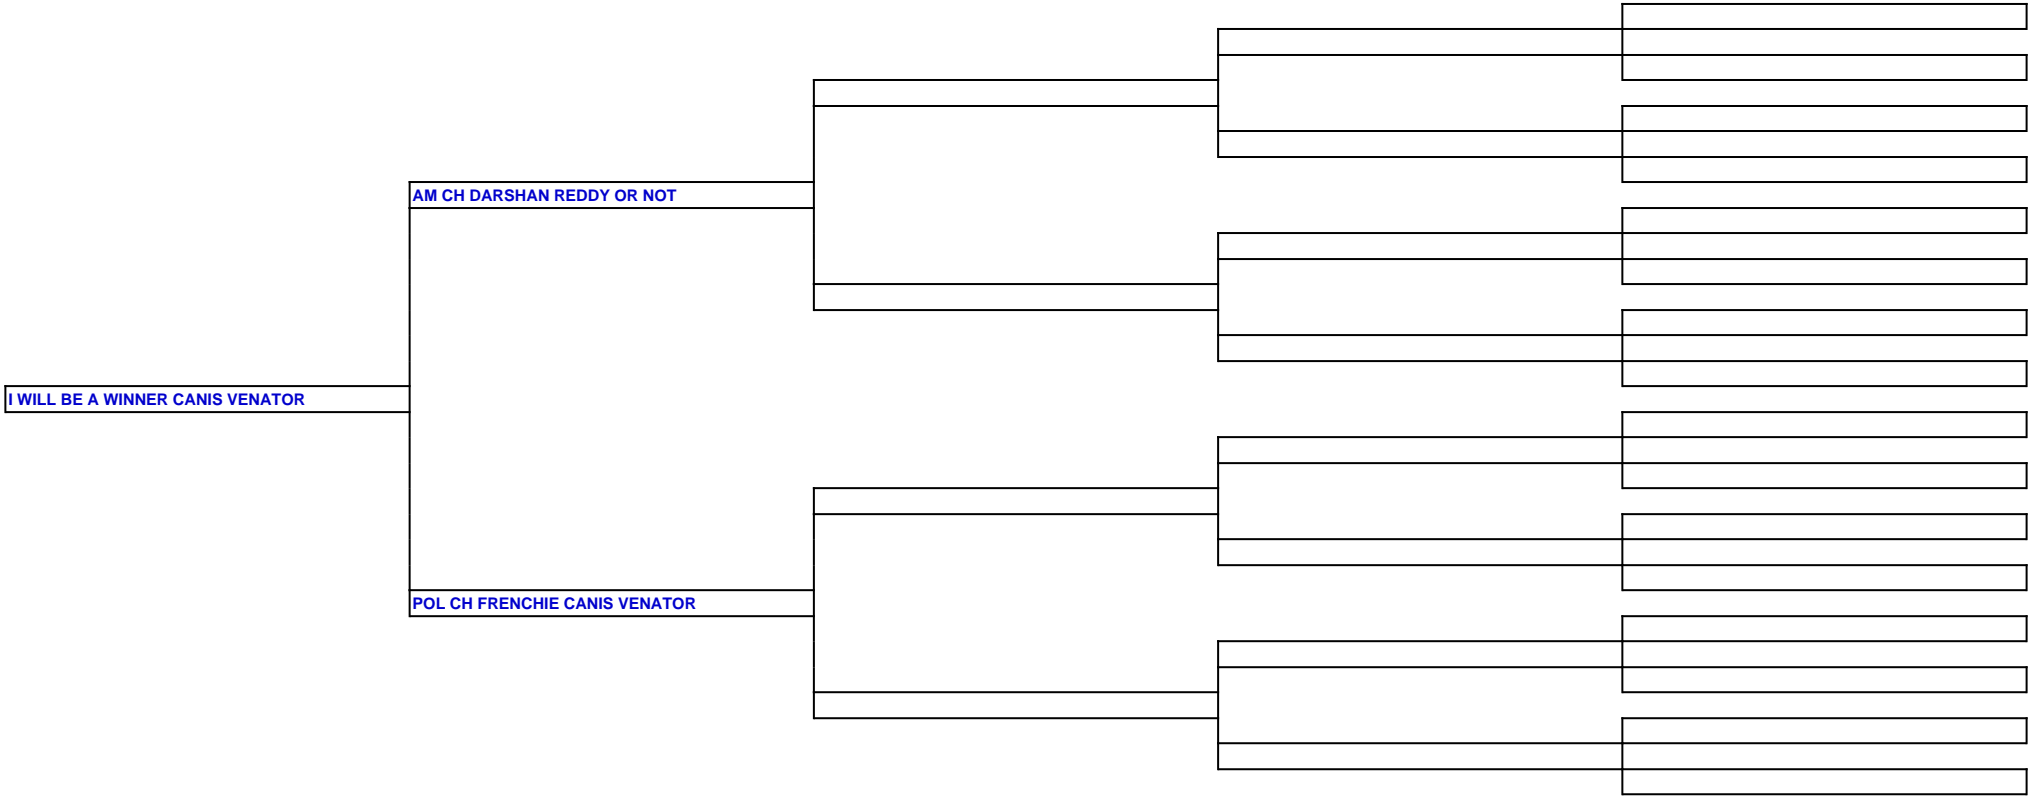 AM CH DARSHAN REDDY OR NOT
I WILL BE A WINNER CANIS VENATOR
POL CH FRENCHIE CANIS VENATOR